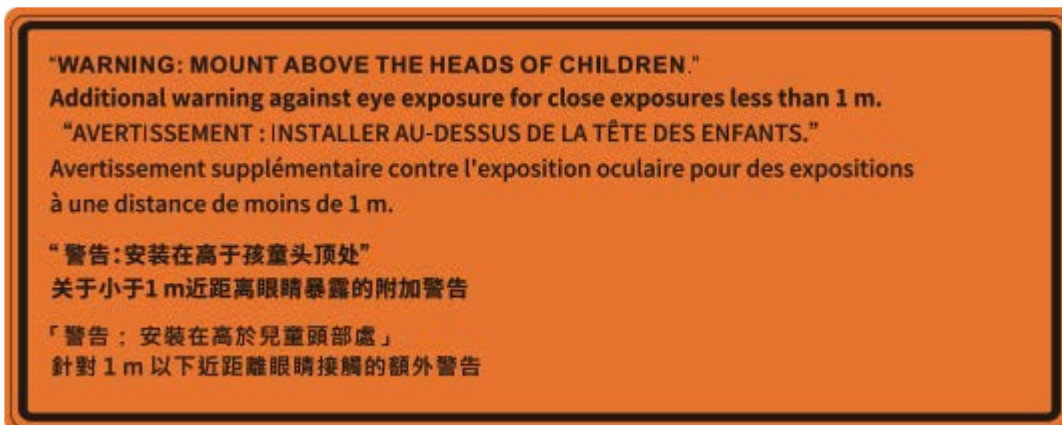 "WARNING: MOUNT ABOVE THE HEADS OF CHILDREN."
Additional warning against eye exposure for close exposures less than 1 m.
“AVERTISSEMENT : INSTALLER AU-DESSUS DE LA TÊTE DES ENFANTS.”
Avertissement supplémentaire contre l'exposition oculaire pour des expositions
à une distance de moins de 1 m.
“警告：安装在高于孩童头顶处”
关于小于1 m近距离眼睛暴露的附加警告
「警告： 安裝在高於兒童頭部處」
針對 1 m 以下近距離眼睛接觸的額外警告